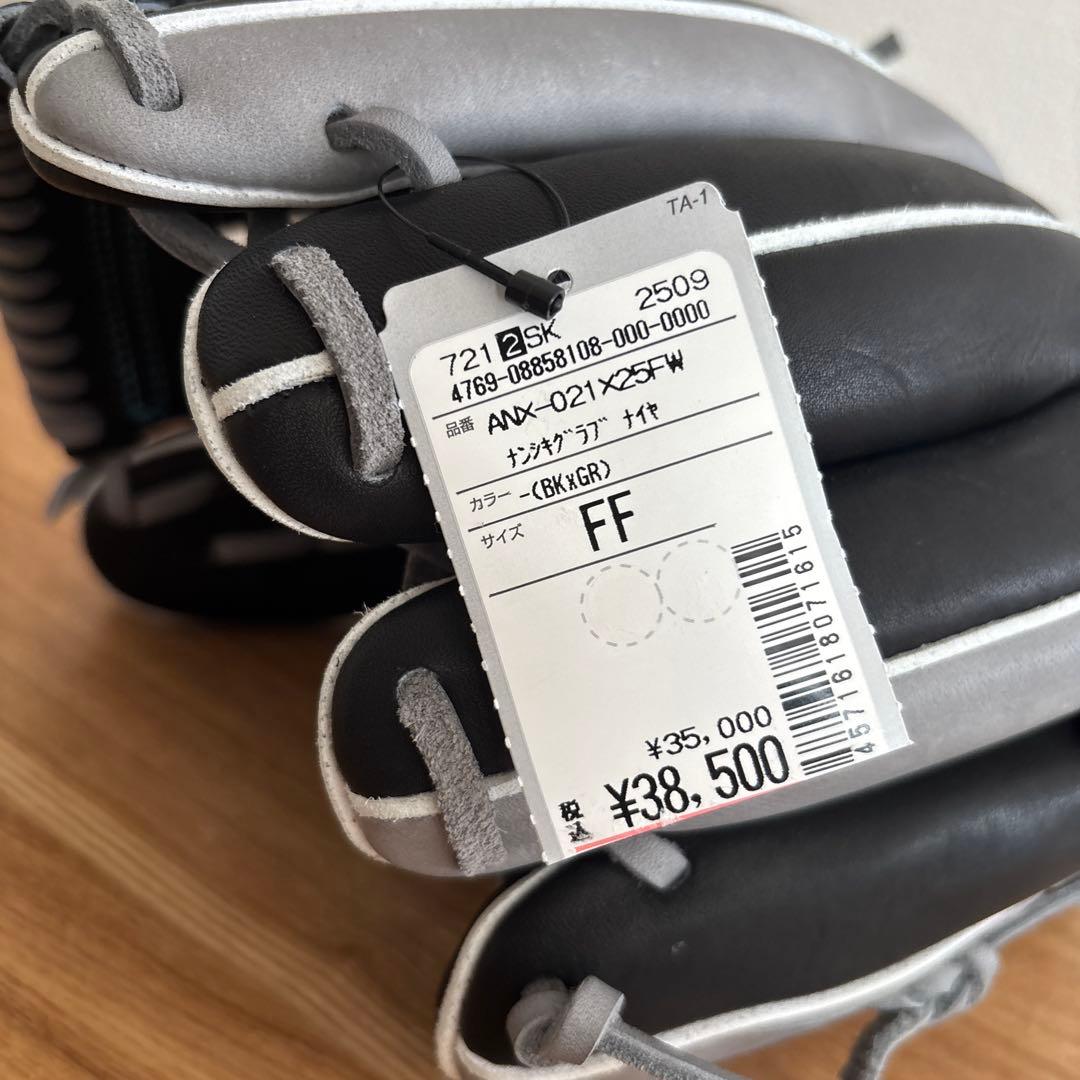 TA-1
721 2 SK 2509
4769-08858108-000-0000
品番 ANX-021X25FW
ﾅﾝｼｷｸﾞﾗﾌﾞ ﾅｲﾔ
カラー -(BKxGR)
サイズ FF
4571618071615
¥35,000
税込 ¥38,500